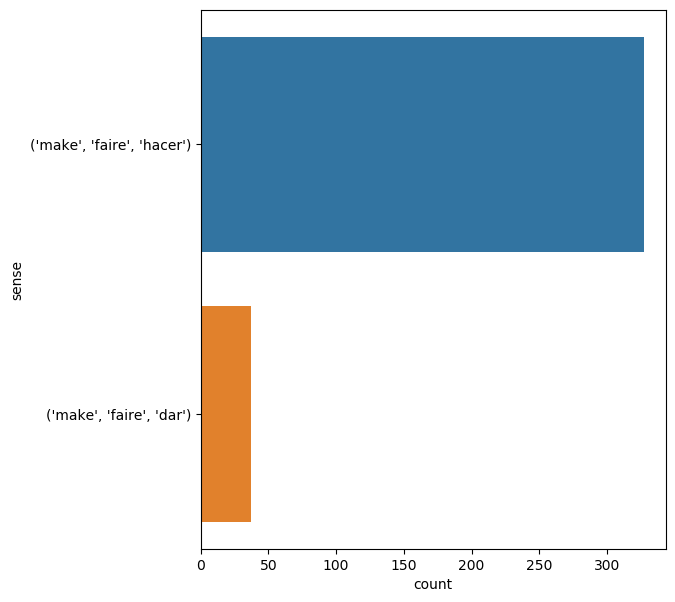 ('make', 'faire', 'hacer')
sense
('make', 'faire', 'dar')
0 50 100 150 200 250 300
count